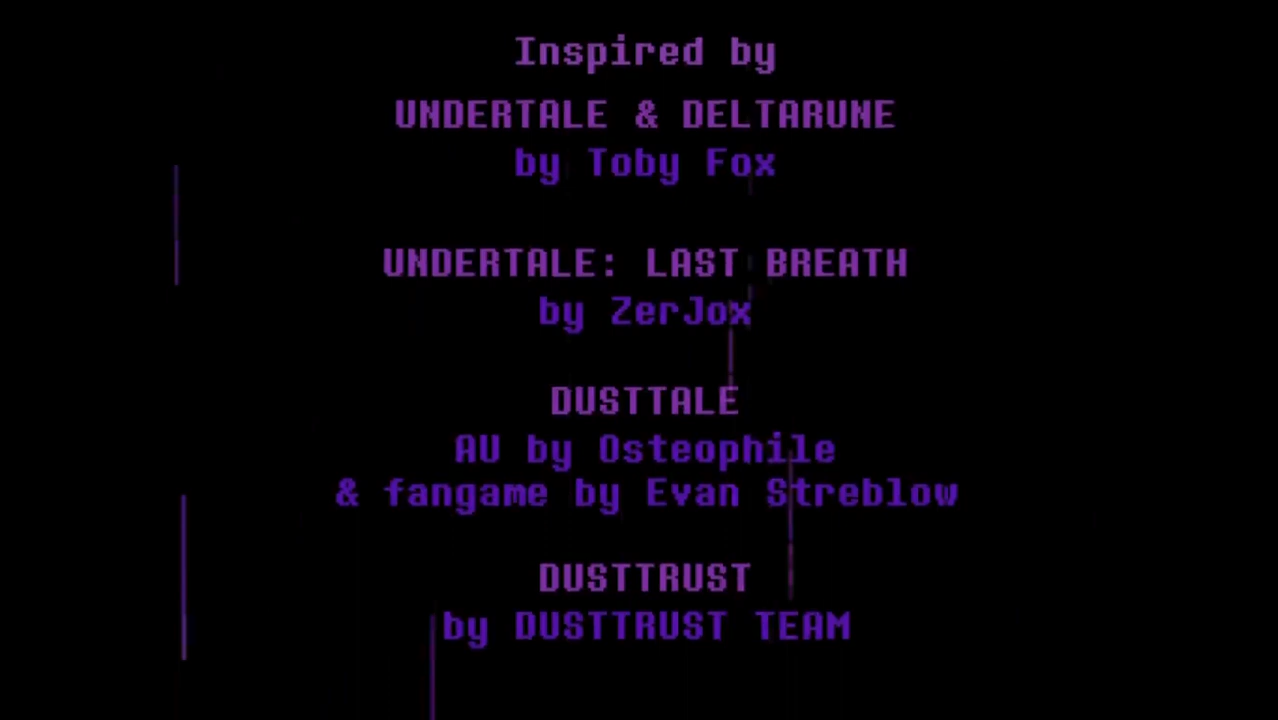 Inspired by
UNDERTALE & DELTARUNE
by Toby Fox
UNDERTALE: LAST BREATH
by ZerJox
DUSTTALE
AU by Osteophile
& fangame by Evan Streblow
DUSTTRUST
by DUSTTRUST TEAM